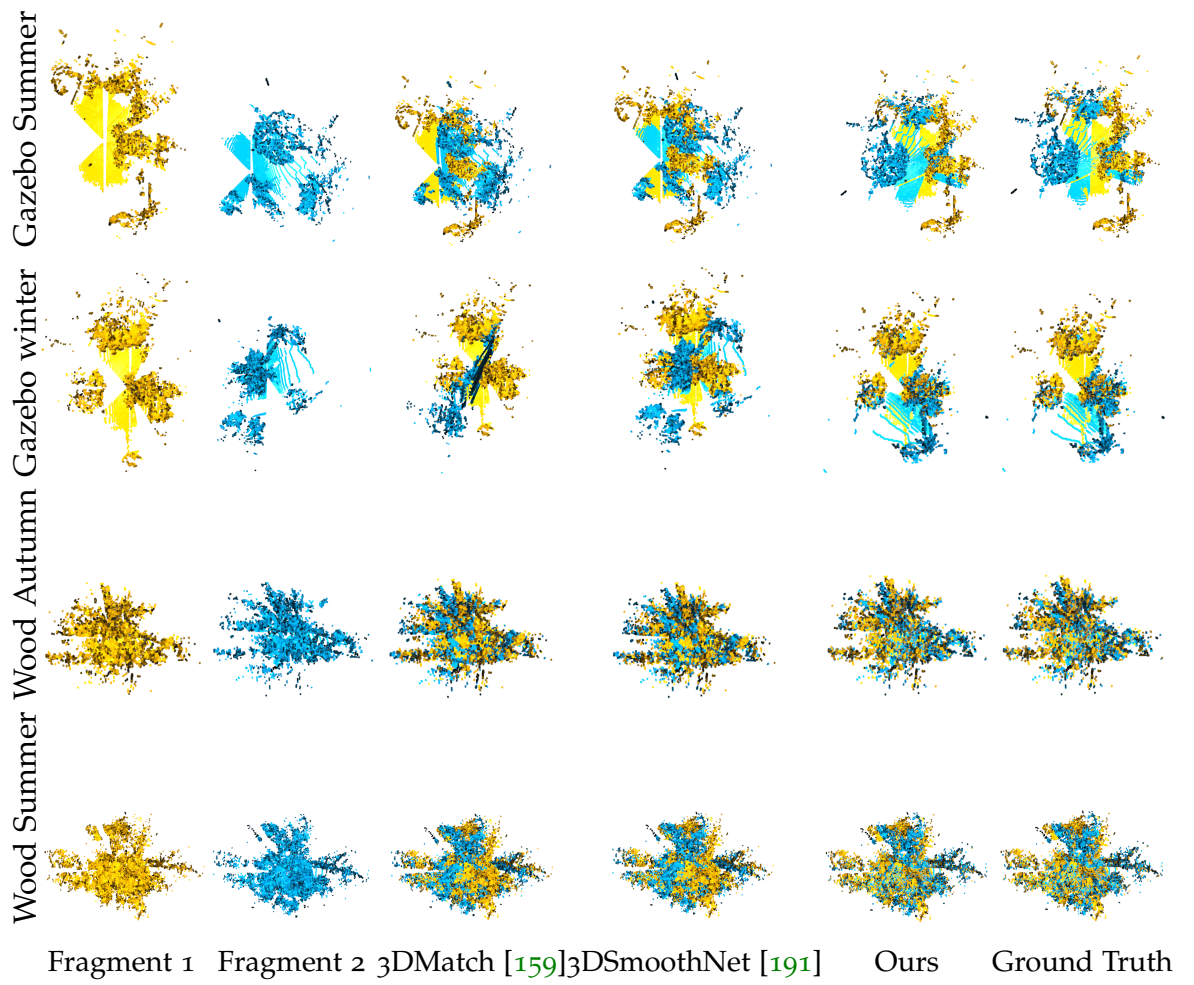 Gazebo Summer
Gazebo winter
Wood Autumn
Wood Summer
Fragment 1 Fragment 2 3DMatch [159]3DSmoothNet [191] Ours Ground Truth